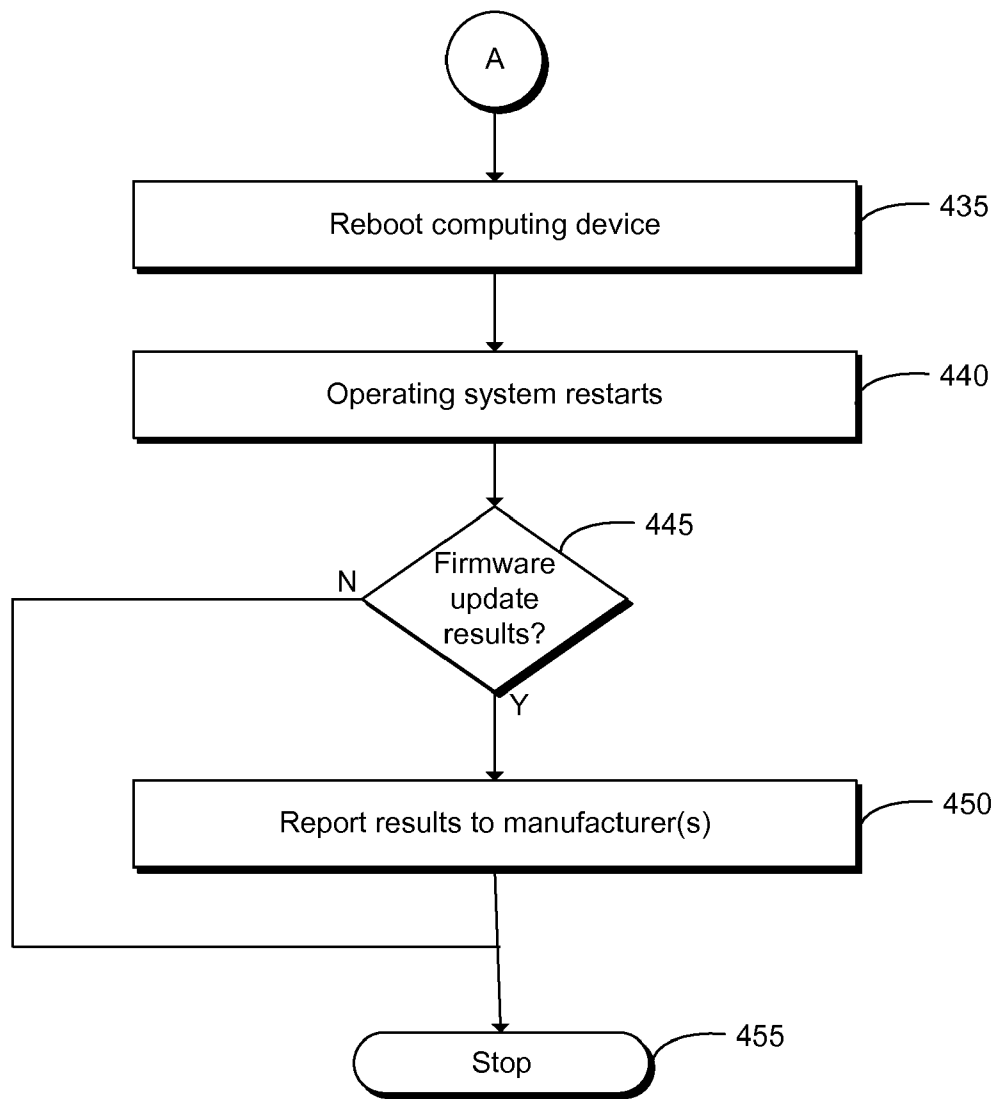 A
Reboot computing device
435
Operating system restarts
440
445
Firmware
update
results?
N
Y
Report results to manufacturer(s)
450
Stop
455